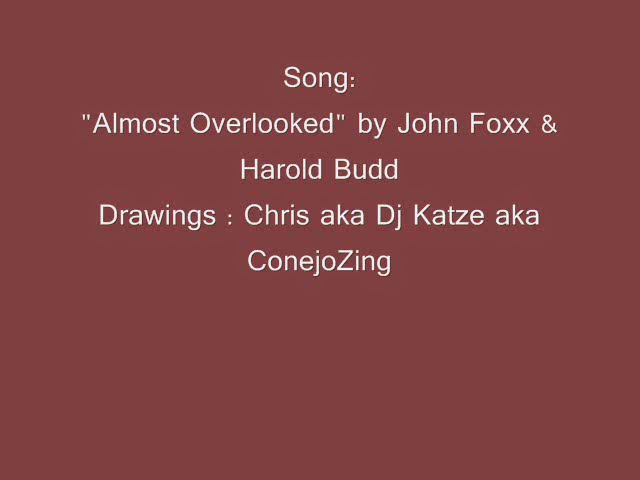 Song:
"Almost Overlooked" by John Foxx &
Harold Budd
Drawings : Chris aka Dj Katze aka
ConejoZing